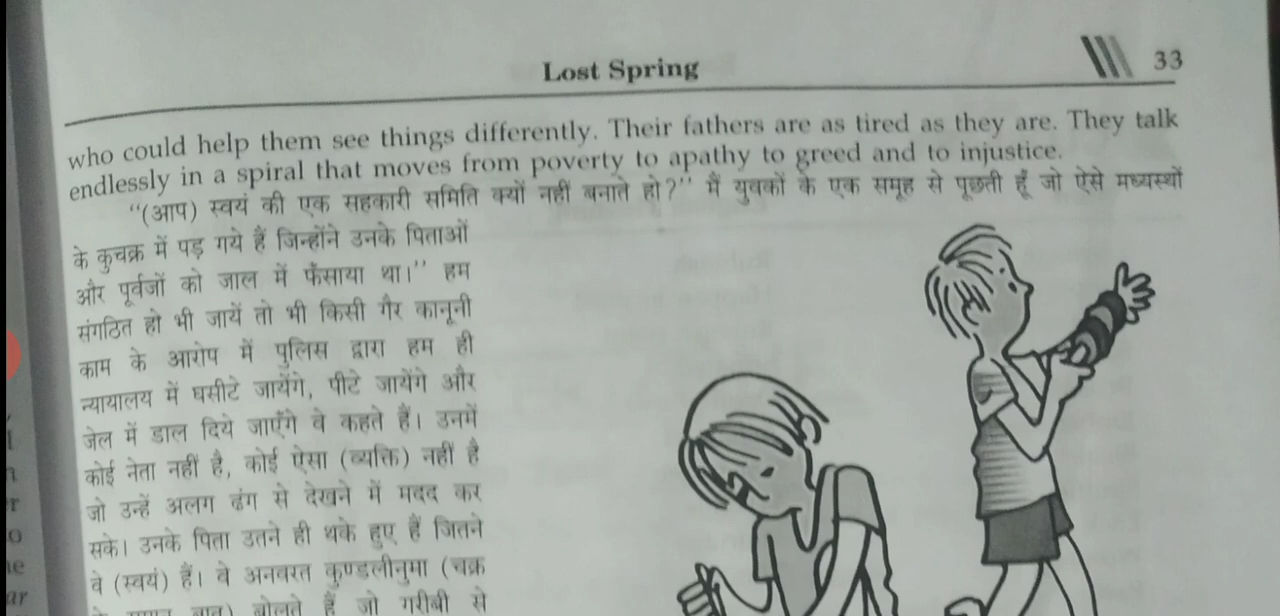 Lost Spring
33
who could help them see things differently. Their fathers are as tired as they are. They talk
endlessly in a spiral that moves from poverty to apathy to greed and to injustice.
“(आप) स्वयं की एक सहकारी समिति क्यों नहीं बनाते हो?” मैं युवकों के एक समूह से पूछती हूँ जो ऐसे मध्यस्थों
के कुचक्र में पड़ गये हैं जिन्होंने उनके पिताओं
और पूर्वजों को जाल में फँसाया था।” हम
संगठित हो भी जायें तो भी किसी गैर कानूनी
काम के आरोप में पुलिस द्वारा हम ही
न्यायालय में घसीटे जायेंगे, पीटे जायेंगे और
जेल में डाल दिये जाएँगे वे कहते हैं। उनमें
कोई नेता नहीं है, कोई ऐसा (व्यक्ति) नहीं है
जो उन्हें अलग ढंग से देखने में मदद कर
सके। उनके पिता उतने ही थके हुए हैं जितने
वे (स्वयं) हैं। वे अनवरत कुण्डलीनुमा (चक्र
बोलते हैं जो गरीबी से